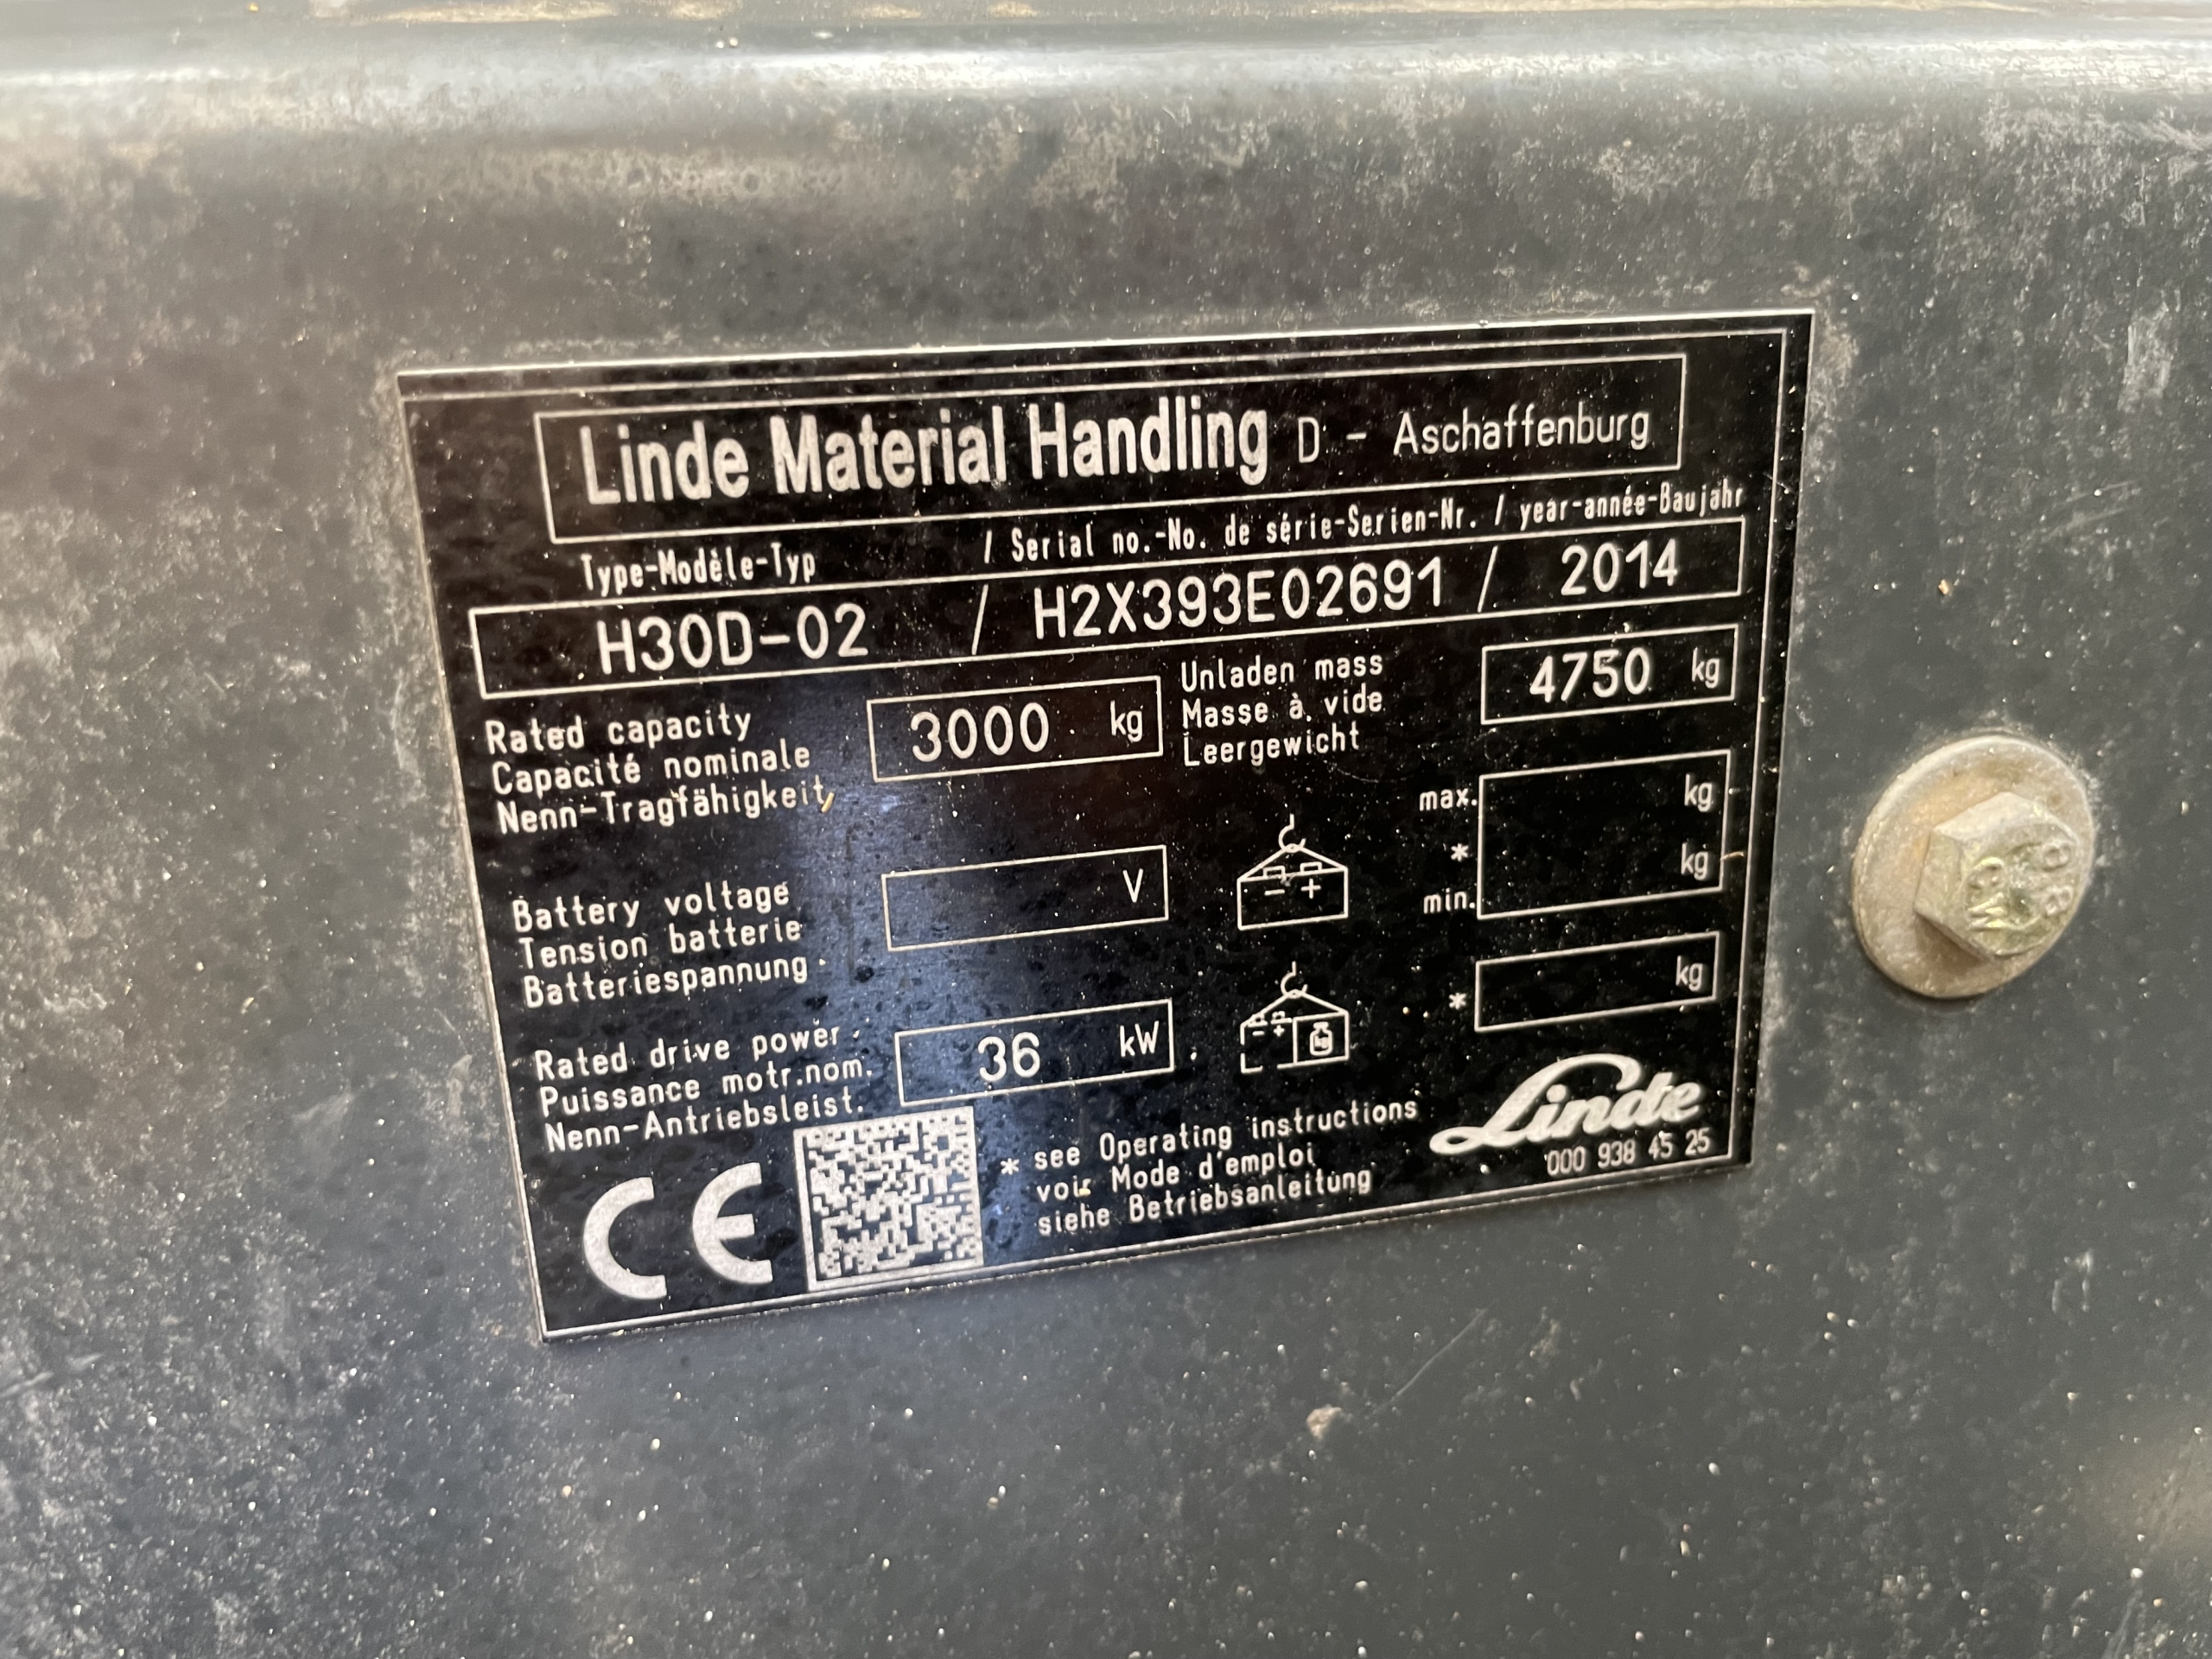 Linde Material Handling D - Aschaffenburg
Type-Modèle-Typ / Serial no.-No. de série-Serien-Nr. / year-année-Baujahr
H30D-02 / H2X393E02691 / 2014
Rated capacity
Capacité nominale
Nenn-Tragfähigkeit
3000 kg
Unladen mass
Masse à vide
Leergewicht
4750 kg
Battery voltage
Tension batterie
Batteriespannung
V
max. kg
* kg
min.
- +
Rated drive power
Puissance motr.nom.
Nenn-Antriebsleist.
36 kW
- + kg
* kg
CE
* see Operating instructions
voir Mode d'emploi
siehe Betriebsanleitung
Linde
000 938 45 25